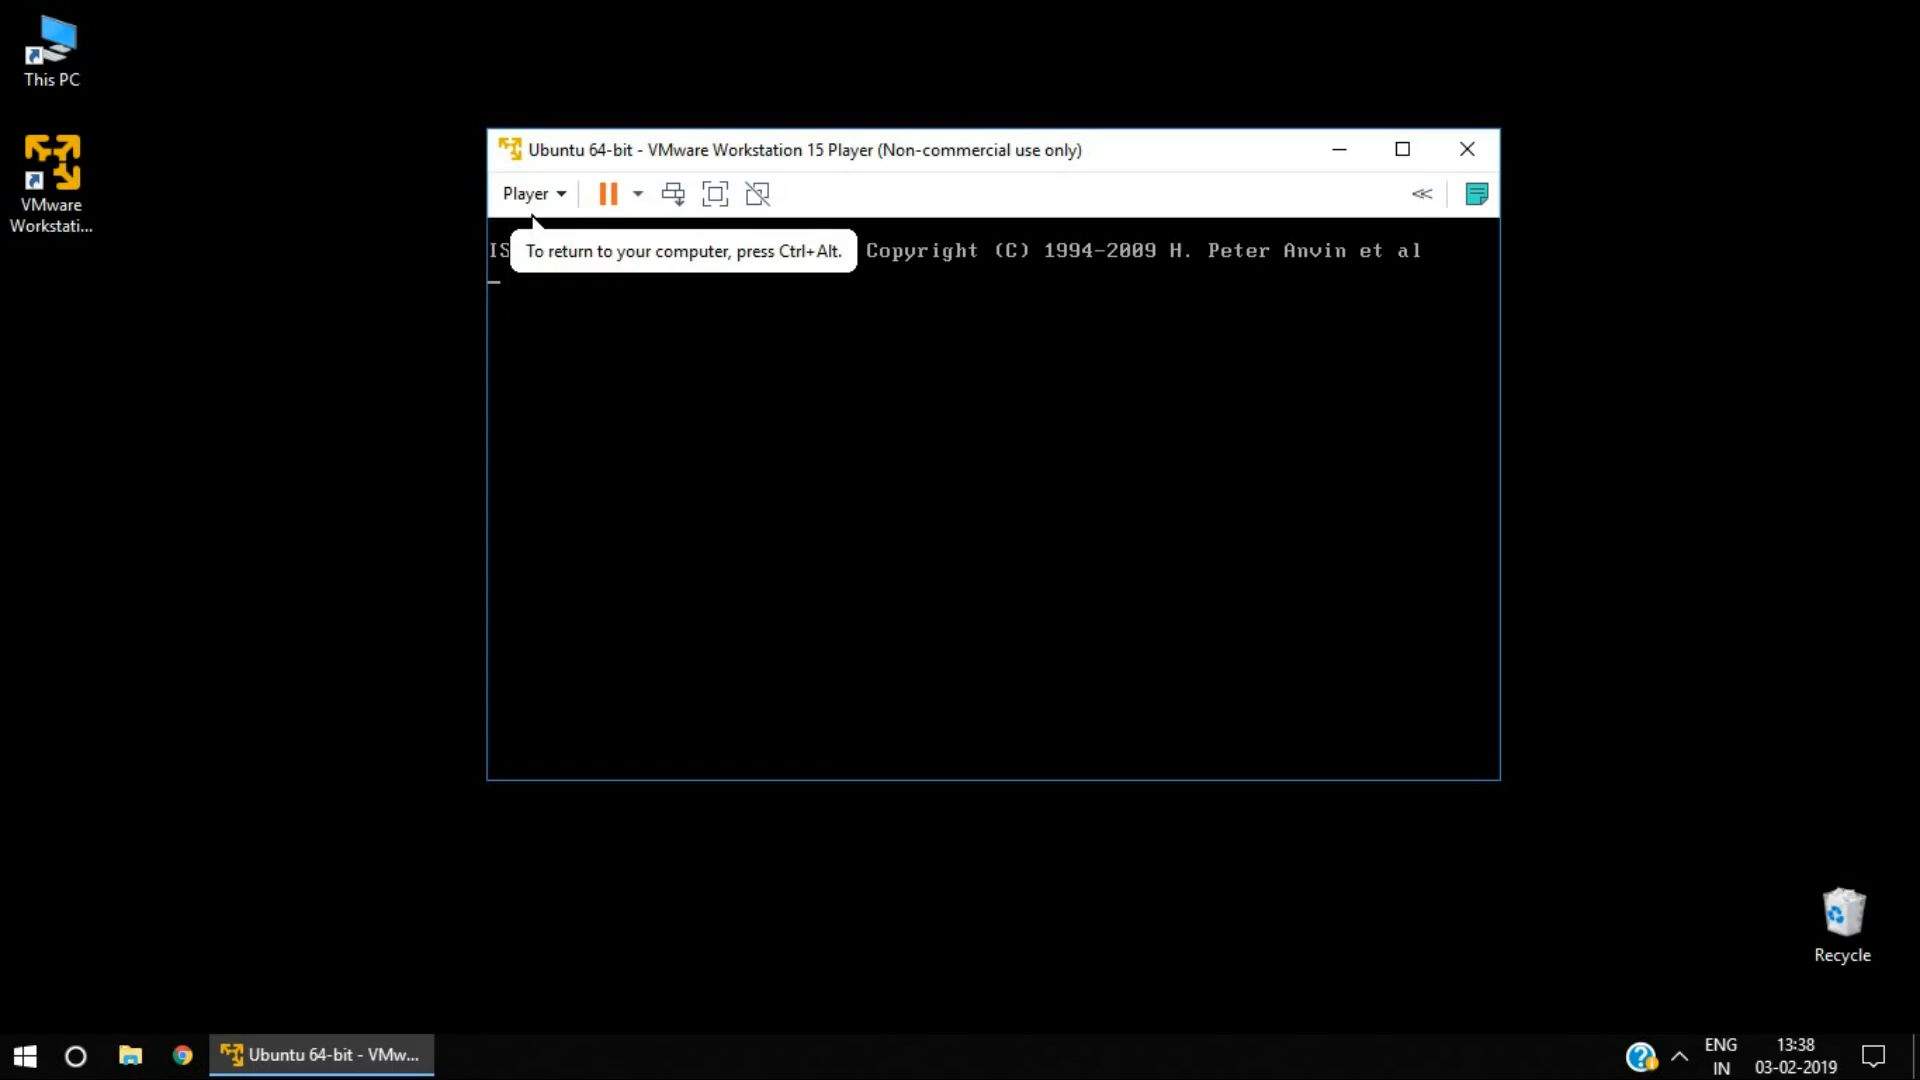 This PC
VMware
Workstati...
Ubuntu 64-bit - VMware Workstation 15 Player (Non-commercial use only)
Player
IS
To return to your computer, press Ctrl+Alt.
Copyright (C) 1994-2009 H. Peter Anvin et al
Recycle
Ubuntu 64-bit - VMw...
ENG
IN
13:38
03-02-2019